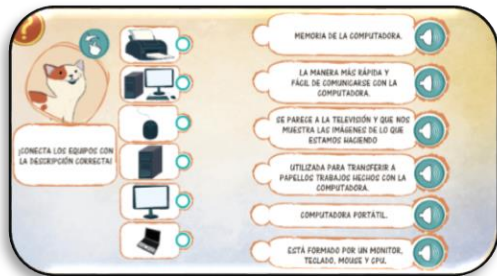 ¡CONECTA LOS EQUIPOS CON
LA DESCRIPCIÓN CORRECTA!
MEMORIA DE LA COMPUTADORA.
LA MANERA MÁS RÁPIDA Y
FÁCIL DE COMUNICARSE CON LA
COMPUTADORA.
SE PARECE A LA TELEVISIÓN Y QUE NOS
MUESTRA LAS IMÁGENES DE LO QUE
ESTAMOS HACIENDO
UTILIZADA PARA TRANSFERIR A
PAPELLOS TRABAJOS HECHOS CON LA
COMPUTADORA.
COMPUTADORA PORTÁTIL.
ESTÁ FORMADO POR UN MONITOR,
TECLADO, MOUSE Y CPU.